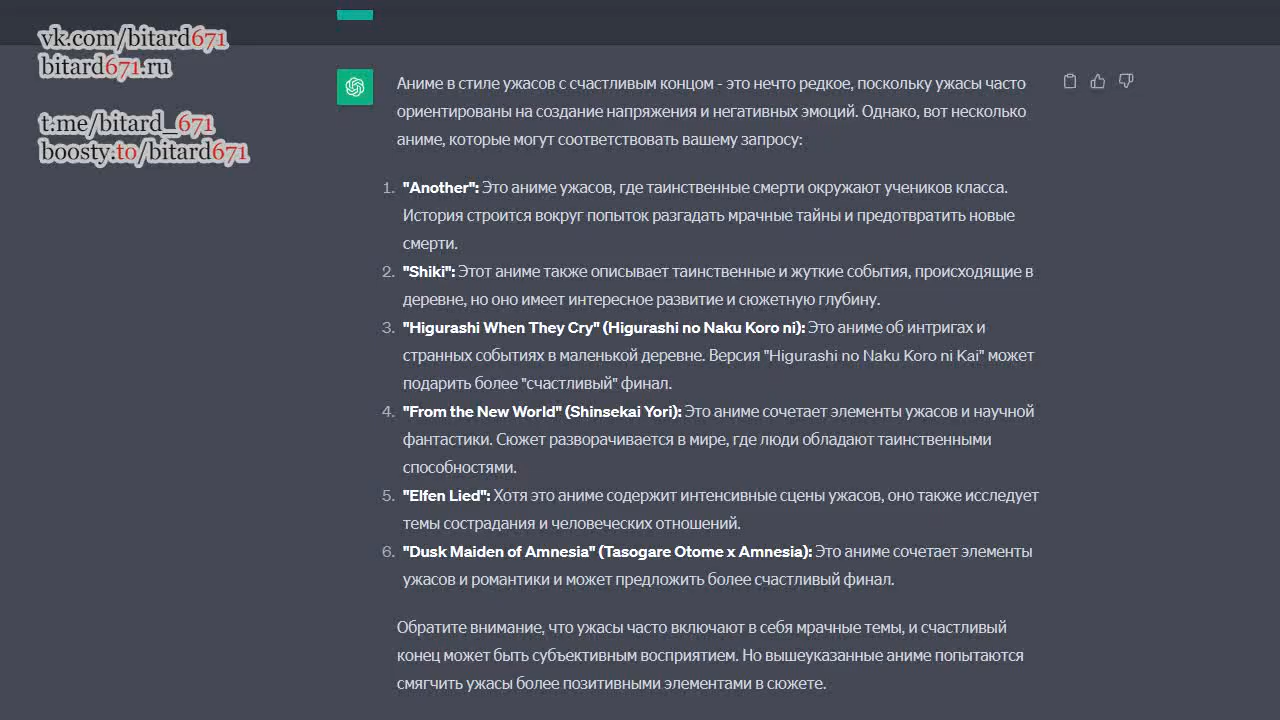 vk.com/bitard671
bitard671.ru
t.me/bitard_671
boosty.to/bitard671
Аниме в стиле ужасов с счастливым концом - это нечто редкое, поскольку ужасы часто
ориентированы на создание напряжения и негативных эмоций. Однако, вот несколько
аниме, которые могут соответствовать вашему запросу:
1. "Another": Это аниме ужасов, где таинственные смерти окружают учеников класса.
История строится вокруг попыток разгадать мрачные тайны и предотвратить новые
смерти.
2. "Shiki": Этот аниме также описывает таинственные и жуткие события, происходящие в
деревне, но оно имеет интересное развитие и сюжетную глубину.
3. "Higurashi When They Cry" (Higurashi no Naku Koro ni): Это аниме об интригах и
странных событиях в маленькой деревне. Версия "Higurashi no Naku Koro ni Kai" может
подарить более "счастливый" финал.
4. "From the New World" (Shinsekai Yori): Это аниме сочетает элементы ужасов и научной
фантастики. Сюжет разворачивается в мире, где люди обладают таинственными
способностями.
5. "Elfen Lied": Хотя это аниме содержит интенсивные сцены ужасов, оно также исследует
темы сострадания и человеческих отношений.
6. "Dusk Maiden of Amnesia" (Tasogare Otome x Amnesia): Это аниме сочетает элементы
ужасов и романтики и может предложить более счастливый финал.
Обратите внимание, что ужасы часто включают в себя мрачные темы, и счастливый
конец может быть субъективным восприятием. Но вышеуказанные аниме попытаются
смягчить ужасы более позитивными элементами в сюжете.